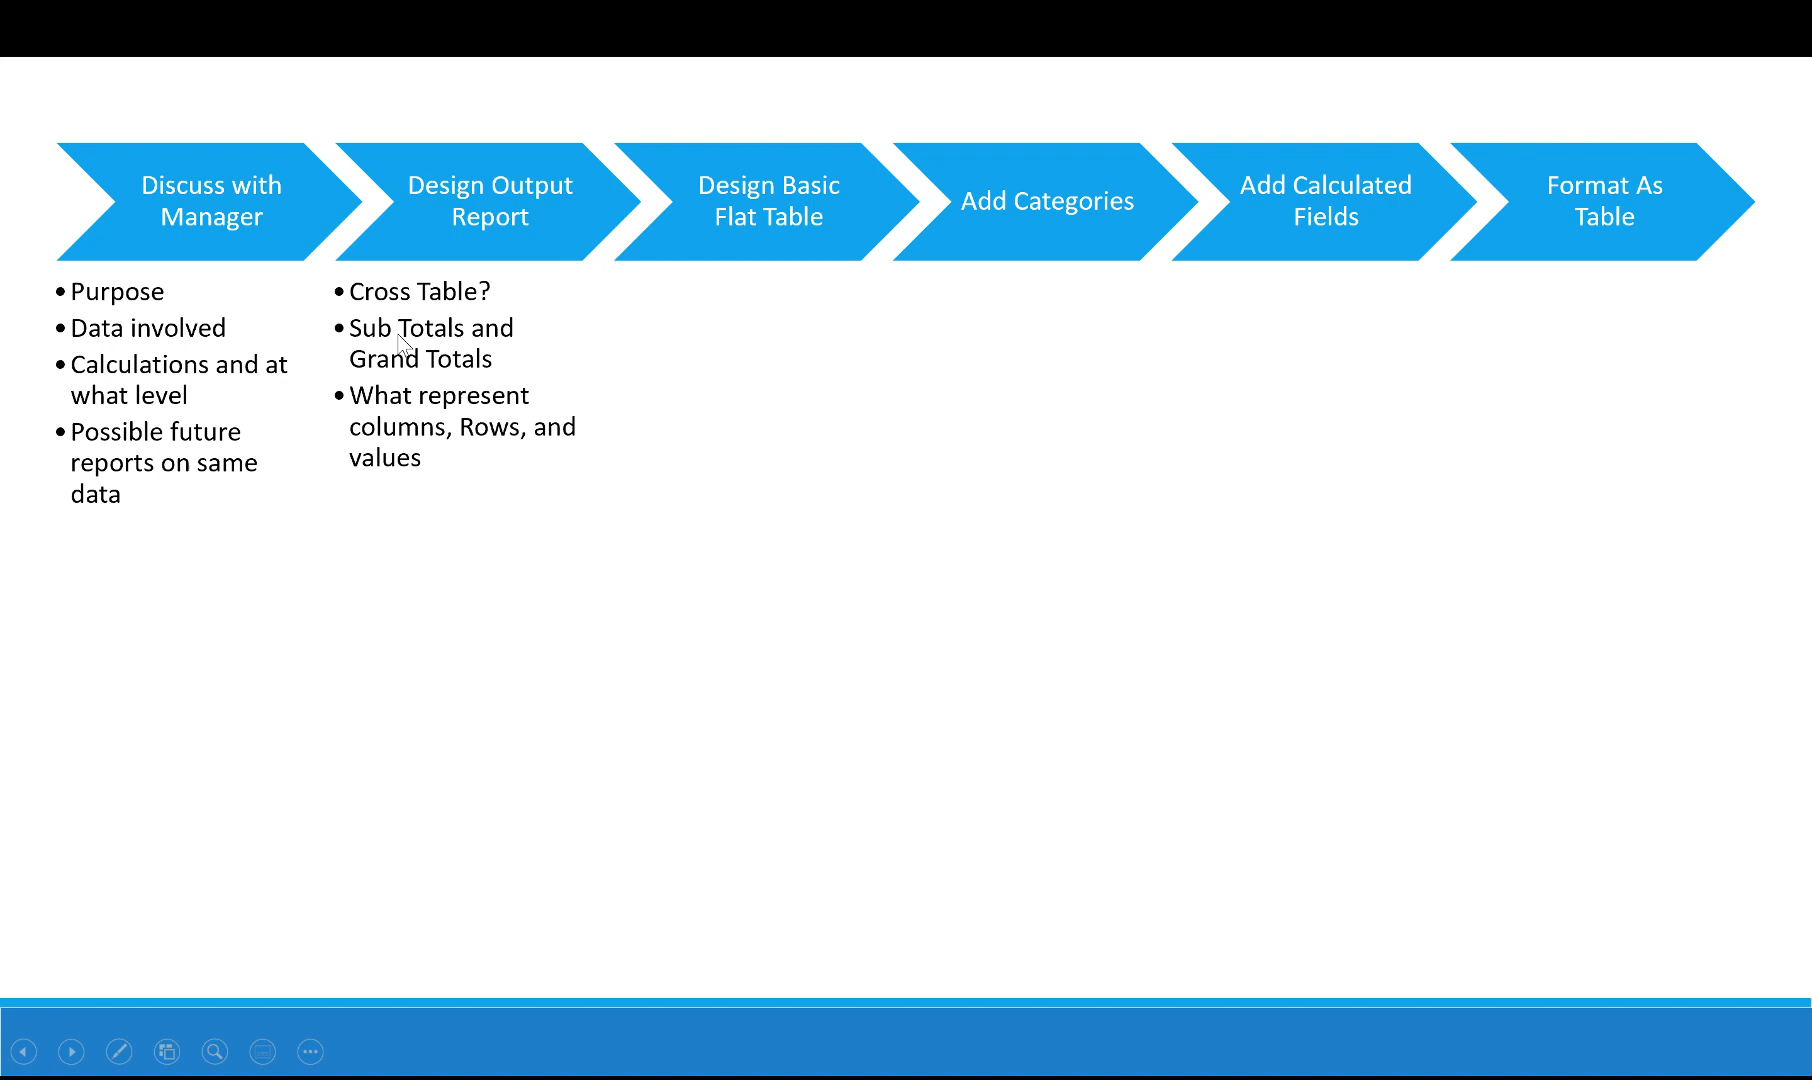 Discuss with
Manager
Design Output
Report
Design Basic
Flat Table
Add Categories
Add Calculated
Fields
Format As
Table
• Purpose
• Data involved
• Calculations and at
what level
• Possible future
reports on same
data
• Cross Table?
• Sub Totals and
Grand Totals
• What represent
columns, Rows, and
values